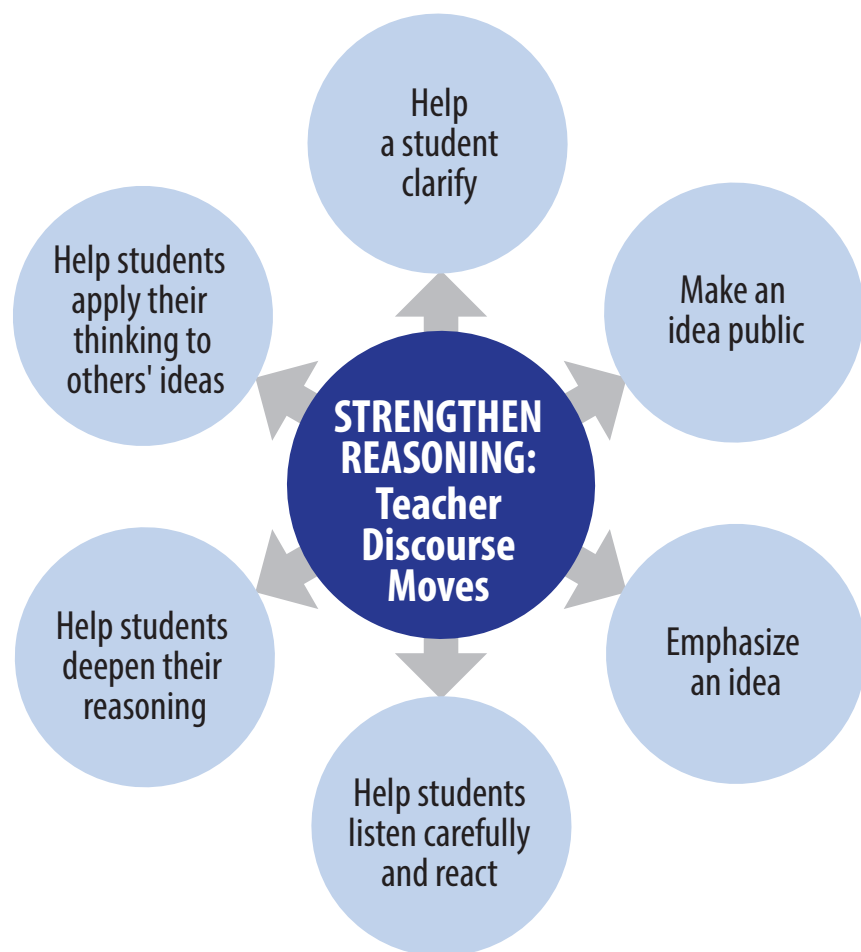 Help
a student
clarify
Make an
idea public
Emphasize
an idea
Help students
listen carefully
and react
Help students
deepen their
reasoning
Help students
apply their
thinking to
others' ideas
STRENGTHEN
REASONING:
Teacher
Discourse
Moves